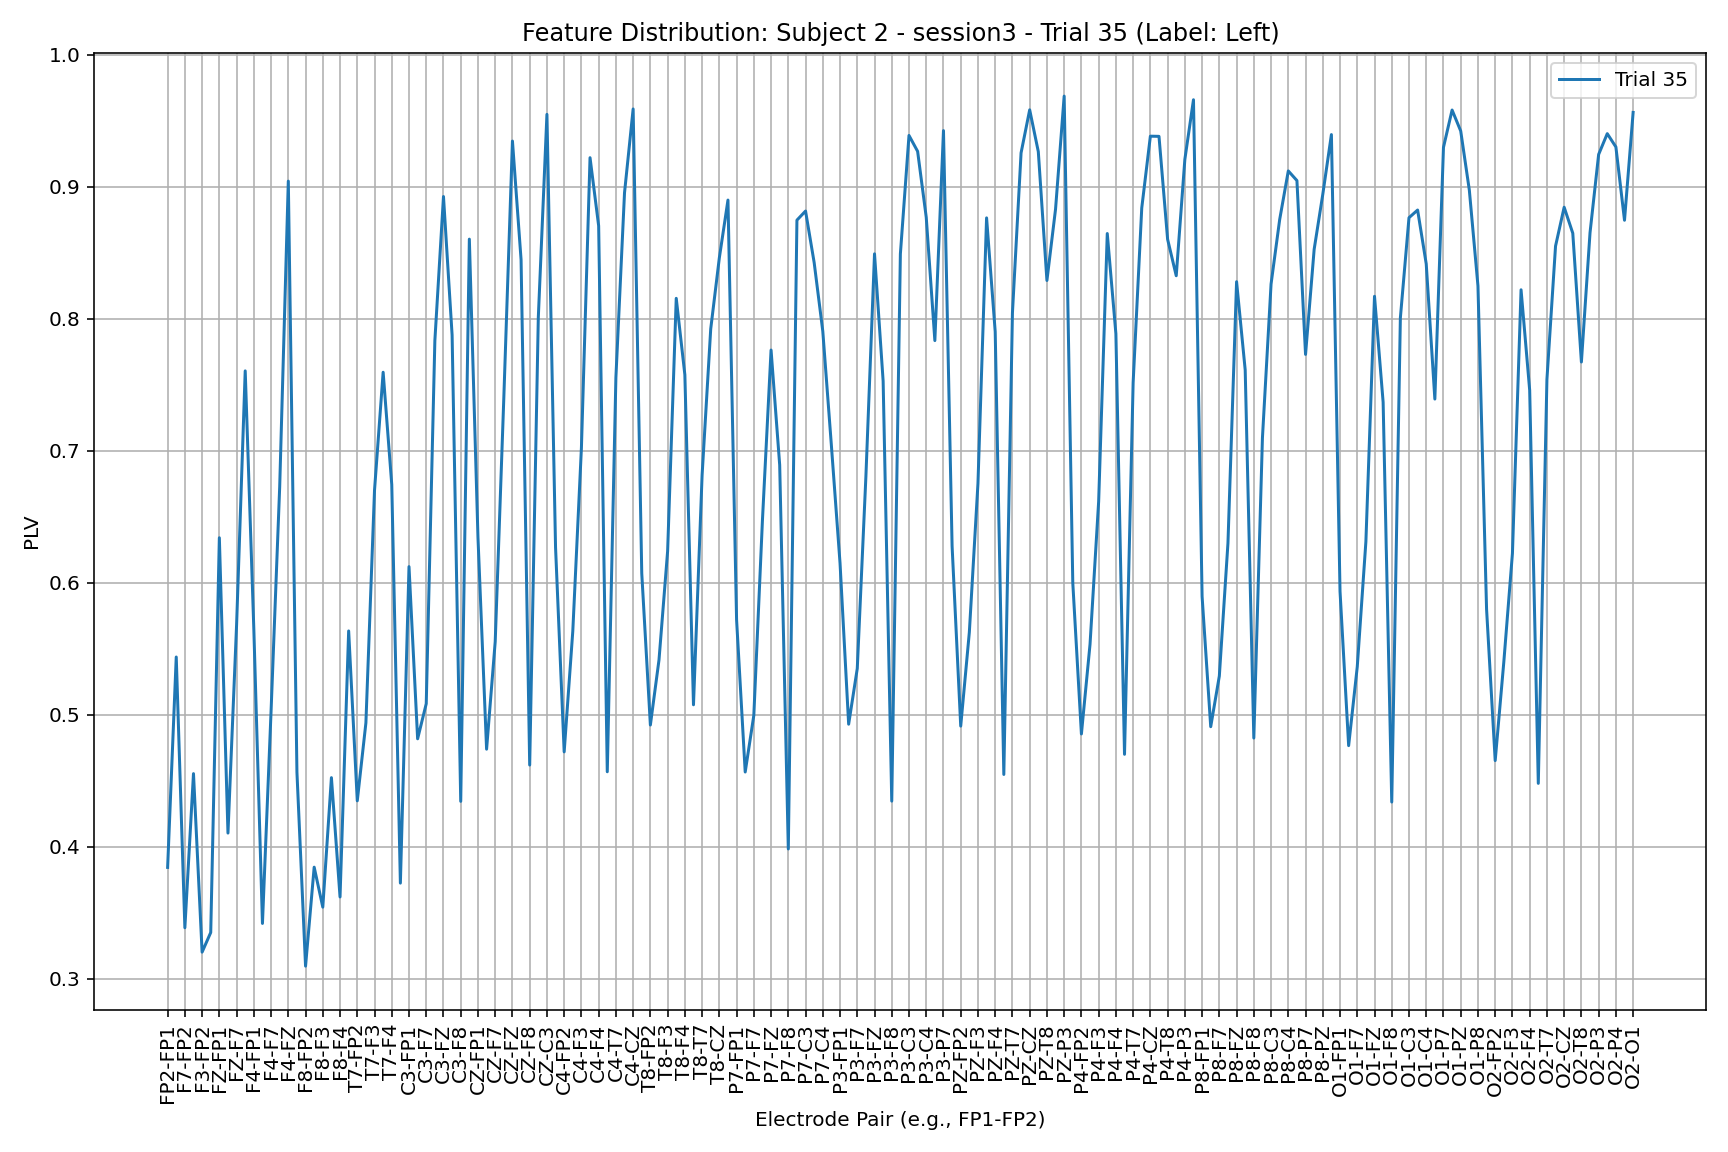 Feature Distribution: Subject 2 - session3 - Trial 35 (Label: Left)
Trial 35
1.0
0.9
0.8
0.7
0.6
0.5
0.4
0.3
PLV
FP2-FP1
F7-FP2
F3-FP2
FZ-FP1
FZ-F7
F4-FP1
F4-F7
F4-FZ
F8-FP2
F8-F3
F8-F4
T7-FP2
T7-F3
T7-F4
C3-FP1
C3-F7
C3-FZ
C3-F8
CZ-FP1
CZ-F7
CZ-FZ
CZ-F8
CZ-C3
C4-FP2
C4-F3
C4-F4
C4-T7
C4-CZ
T8-FP2
T8-F3
T8-F4
T8-T7
T8-CZ
P7-FP1
P7-F7
P7-FZ
P7-F8
P7-C3
P7-C4
P3-FP1
P3-F7
P3-FZ
P3-F8
P3-C3
P3-C4
P3-P7
PZ-FP2
PZ-F3
PZ-F4
PZ-T7
PZ-CZ
PZ-T8
PZ-P3
P4-FP2
P4-F3
P4-F4
P4-T7
P4-CZ
P4-T8
P4-P3
P8-FP1
P8-F7
P8-FZ
P8-F8
P8-C3
P8-C4
P8-P7
P8-PZ
O1-FP1
O1-F7
O1-FZ
O1-F8
O1-C3
O1-C4
O1-P7
O1-PZ
O1-P8
O2-FP2
O2-F3
O2-F4
O2-T7
O2-CZ
O2-T8
O2-P3
O2-P4
O2-O1
Electrode Pair (e.g., FP1-FP2)